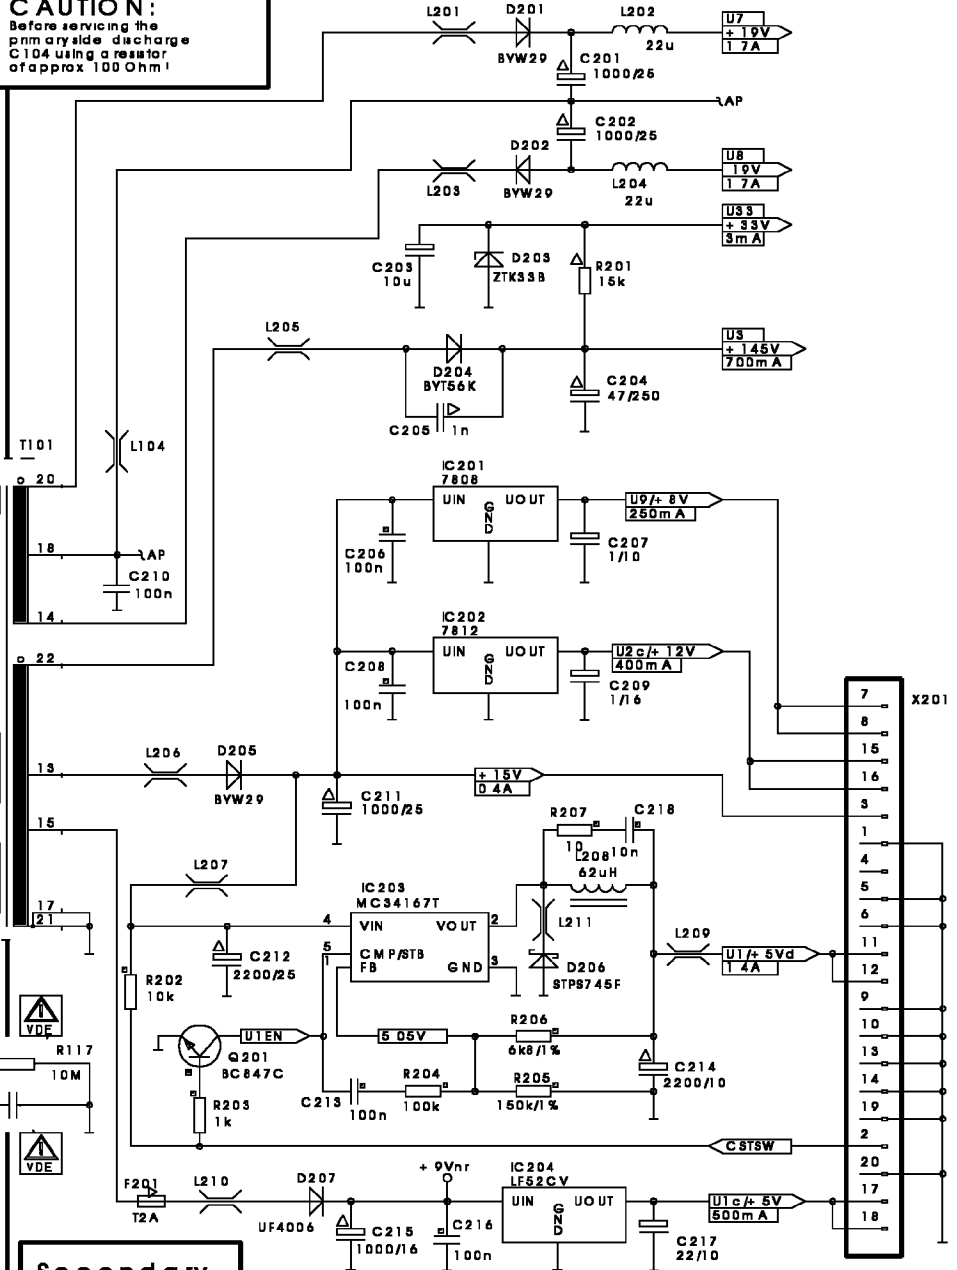 CAUTION:
Before servicing the
primaryside discharge
C104 using a resistor
of approx 100 Ohm !
L201
D201
BYW29
L202
22u
U7
+ 19V
1 7A
C201
1000/25
AP
C202
1000/25
D202
BYW29
L203
L204
22u
U8
19V
1 7A
U33
+ 33V
3mA
C203
10u
D203
ZTK33B
R201
15k
L205
D204
BYT56K
C205
1n
U3
+ 145V
700mA
C204
47/250
T101
L104
20
18
AP
C210
100n
14
22
IC201
7808
UIN
UOUT
GND
C206
100n
U9/+ 8V
250mA
C207
1/10
IC202
7812
UIN
UOUT
GND
C208
100n
U2c/+ 12V
400mA
C209
1/16
X201
7
8
15
16
3
1
4
5
6
11
12
9
10
13
14
19
2
20
17
18
13
L206
D205
BYW29
+ 15V
0 4A
C211
1000/25
15
L207
17
21
R207
10
C218
10n
L208
62uH
IC203
MC34167T
4
VIN
VOUT
2
5
CMP/STB
1
FB
GND
3
L211
D206
STPS745F
L209
U1/+ 5Vd
1 4A
C212
2200/25
R202
10k
VDE
R117
10M
VDE
Q201
BC847C
U1EN
5 05V
R206
6k8/1%
R203
1k
C213
100n
R204
100k
R205
150k/1%
C214
2200/10
CSTSW
F201
T2A
L210
D207
UF4006
+ 9Vnr
C215
1000/16
C216
100n
IC204
LF52CV
UIN
UOUT
GND
U1c/+ 5V
500mA
C217
22/10
Secondary